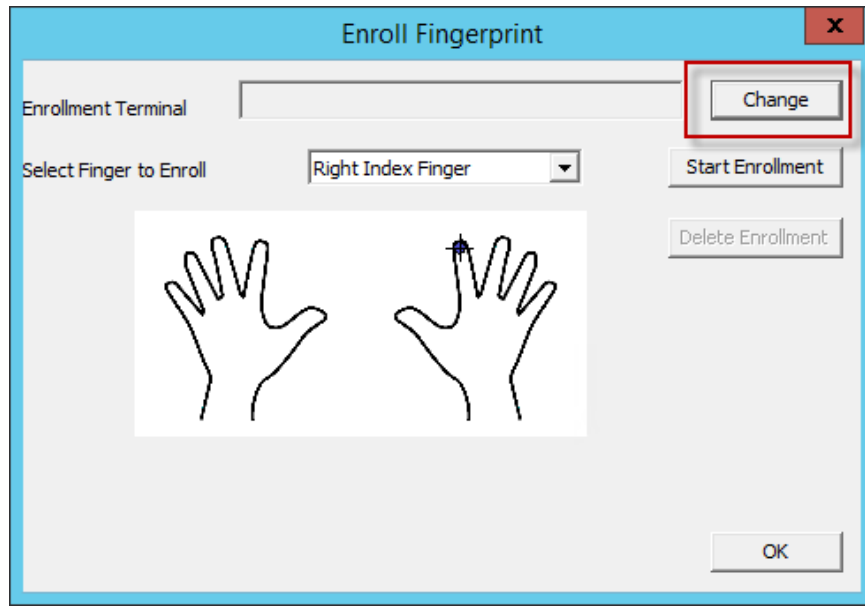 Enroll Fingerprint
x
Enrollment Terminal
Change
Select Finger to Enroll
Right Index Finger
Start Enrollment
Delete Enrollment
OK